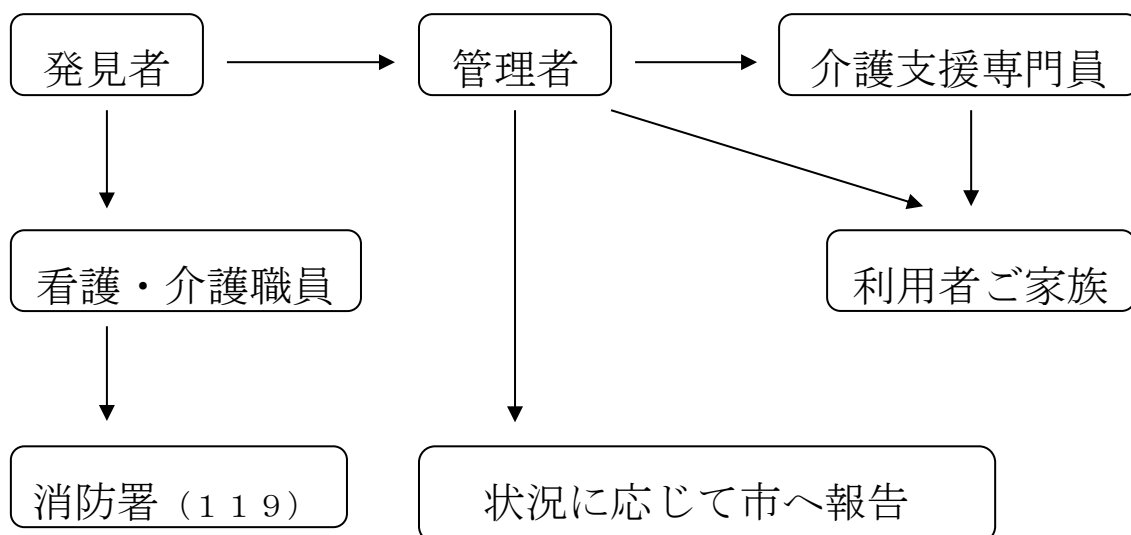 発見者
管理者
介護支援専門員
看護・介護職員
利用者ご家族
消防署（１１９）
状況に応じて市へ報告